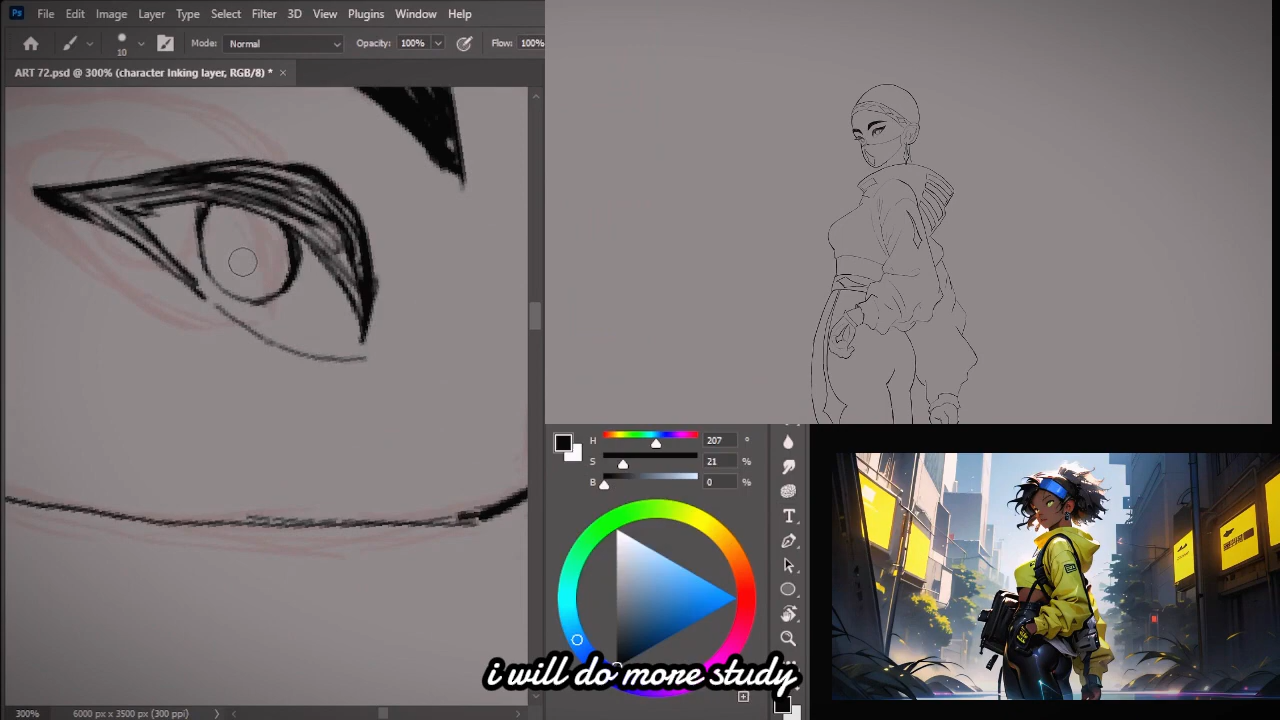 Ps File Edit Image Layer Type Select Filter 3D View Plugins Window Help
10 Mode: Normal Opacity: 100% Flow: 100%
ART 72.psd @ 300% (character Inking layer, RGB/8) *
H 207 °
S 21 %
B 0 %
T
i will do more study
300% 6000 px x 3500 px (300 ppi)